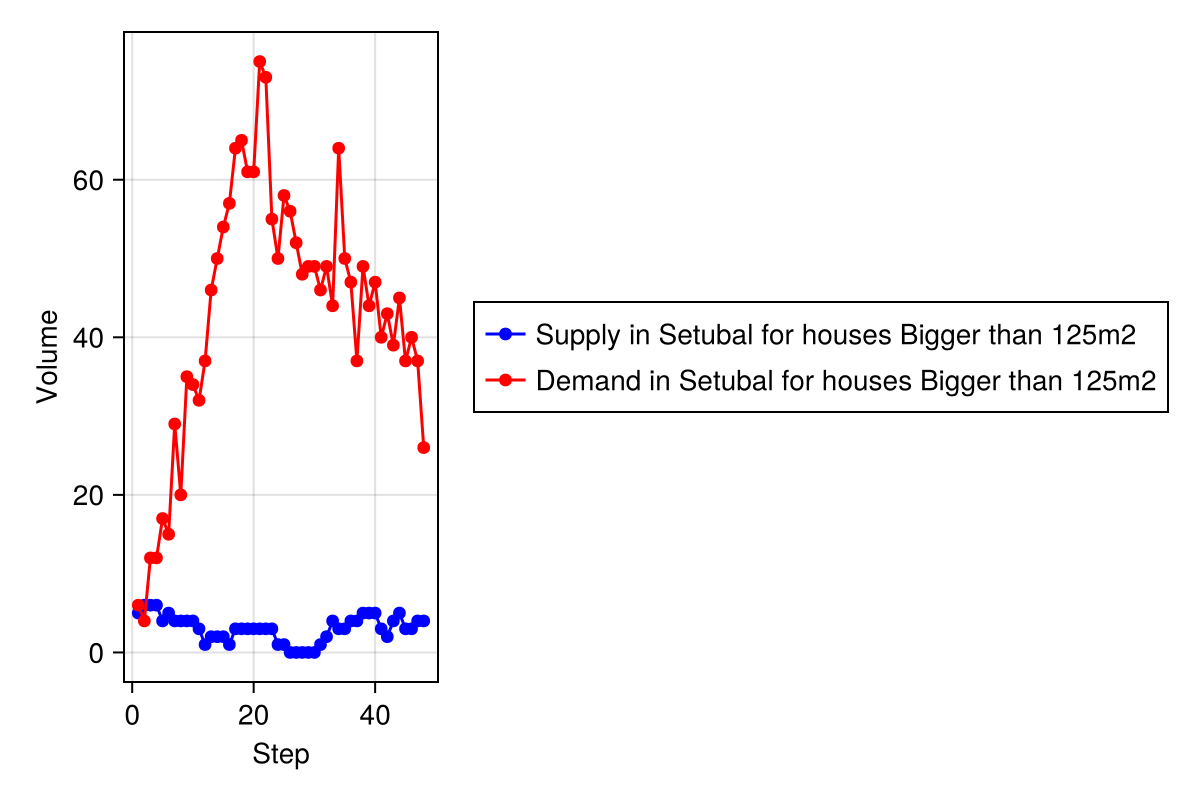 Volume
60
40
20
0
0 20 40
Step
Supply in Setubal for houses Bigger than 125m2
Demand in Setubal for houses Bigger than 125m2